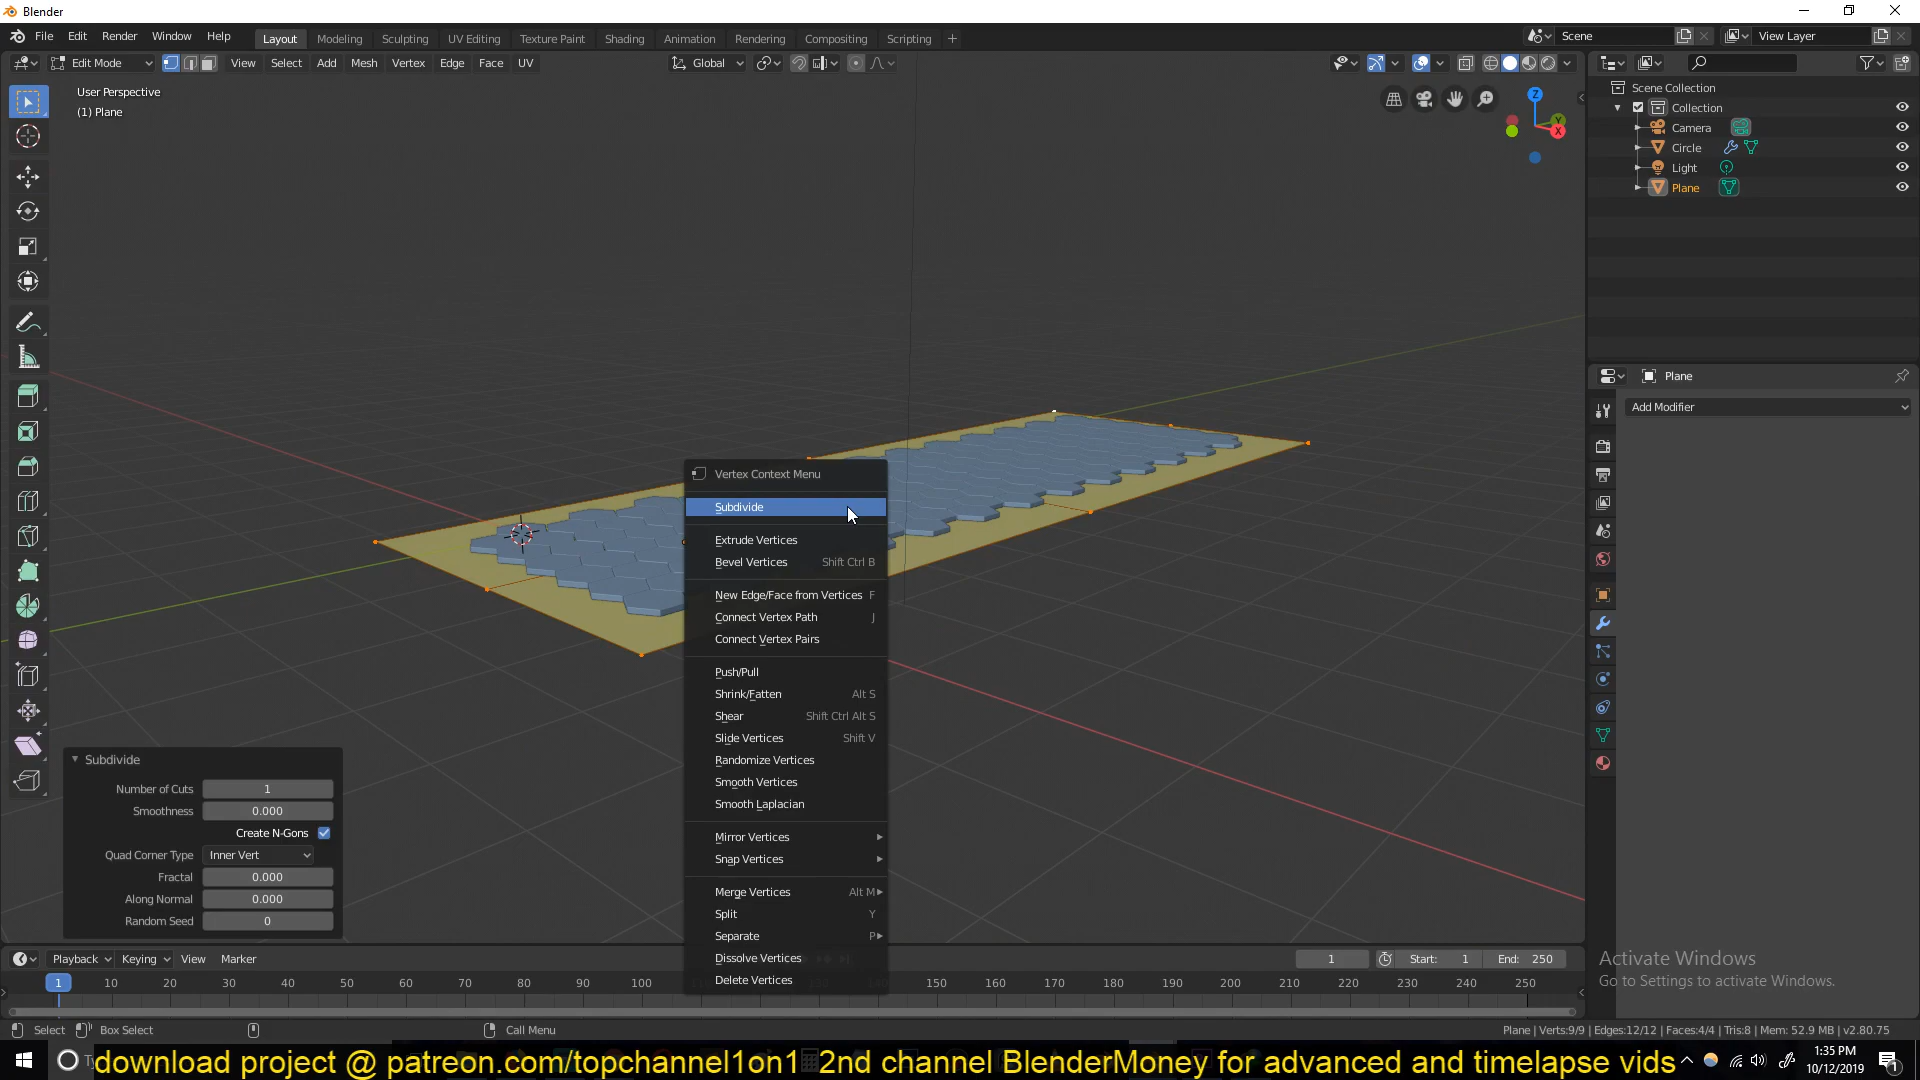 Blender
File Edit Render Window Help
Layout Modeling Sculpting UV Editing Texture Paint Shading Animation Rendering Compositing Scripting +
Scene
View Layer
Edit Mode View Select Add Mesh Vertex Edge Face UV
Global
User Perspective
(1) Plane
Z
Y
X
Scene Collection
Collection
Camera
Circle
Light
Plane
Plane
Add Modifier
Vertex Context Menu
Subdivide
Extrude Vertices
Bevel Vertices Shift Ctrl B
New Edge/Face from Vertices F
Connect Vertex Path J
Connect Vertex Pairs
Push/Pull
Shrink/Fatten Alt S
Shear Shift Ctrl Alt S
Slide Vertices Shift V
Randomize Vertices
Smooth Vertices
Smooth Laplacian
Mirror Vertices
Snap Vertices
Merge Vertices Alt M
Split Y
Separate P
Dissolve Vertices
Delete Vertices
Subdivide
Number of Cuts 1
Smoothness 0.000
Create N-Gons
Quad Corner Type Inner Vert
Fractal 0.000
Along Normal 0.000
Random Seed 0
Activate Windows
Go to Settings to activate Windows.
Playback Keying View Marker
1 Start: 1 End: 250
1 10 20 30 40 50 60 70 80 90 100 150 160 170 180 190 200 210 220 230 240 250
Select Box Select Call Menu
Plane | Verts:9/9 | Edges:12/12 | Faces:4/4 | Tris:8 | Mem: 52.9 MB | v2.80.75
download project @ patreon.com/topchannel1on1 2nd channel BlenderMoney for advanced and timelapse vids
1:35 PM
10/12/2019
1